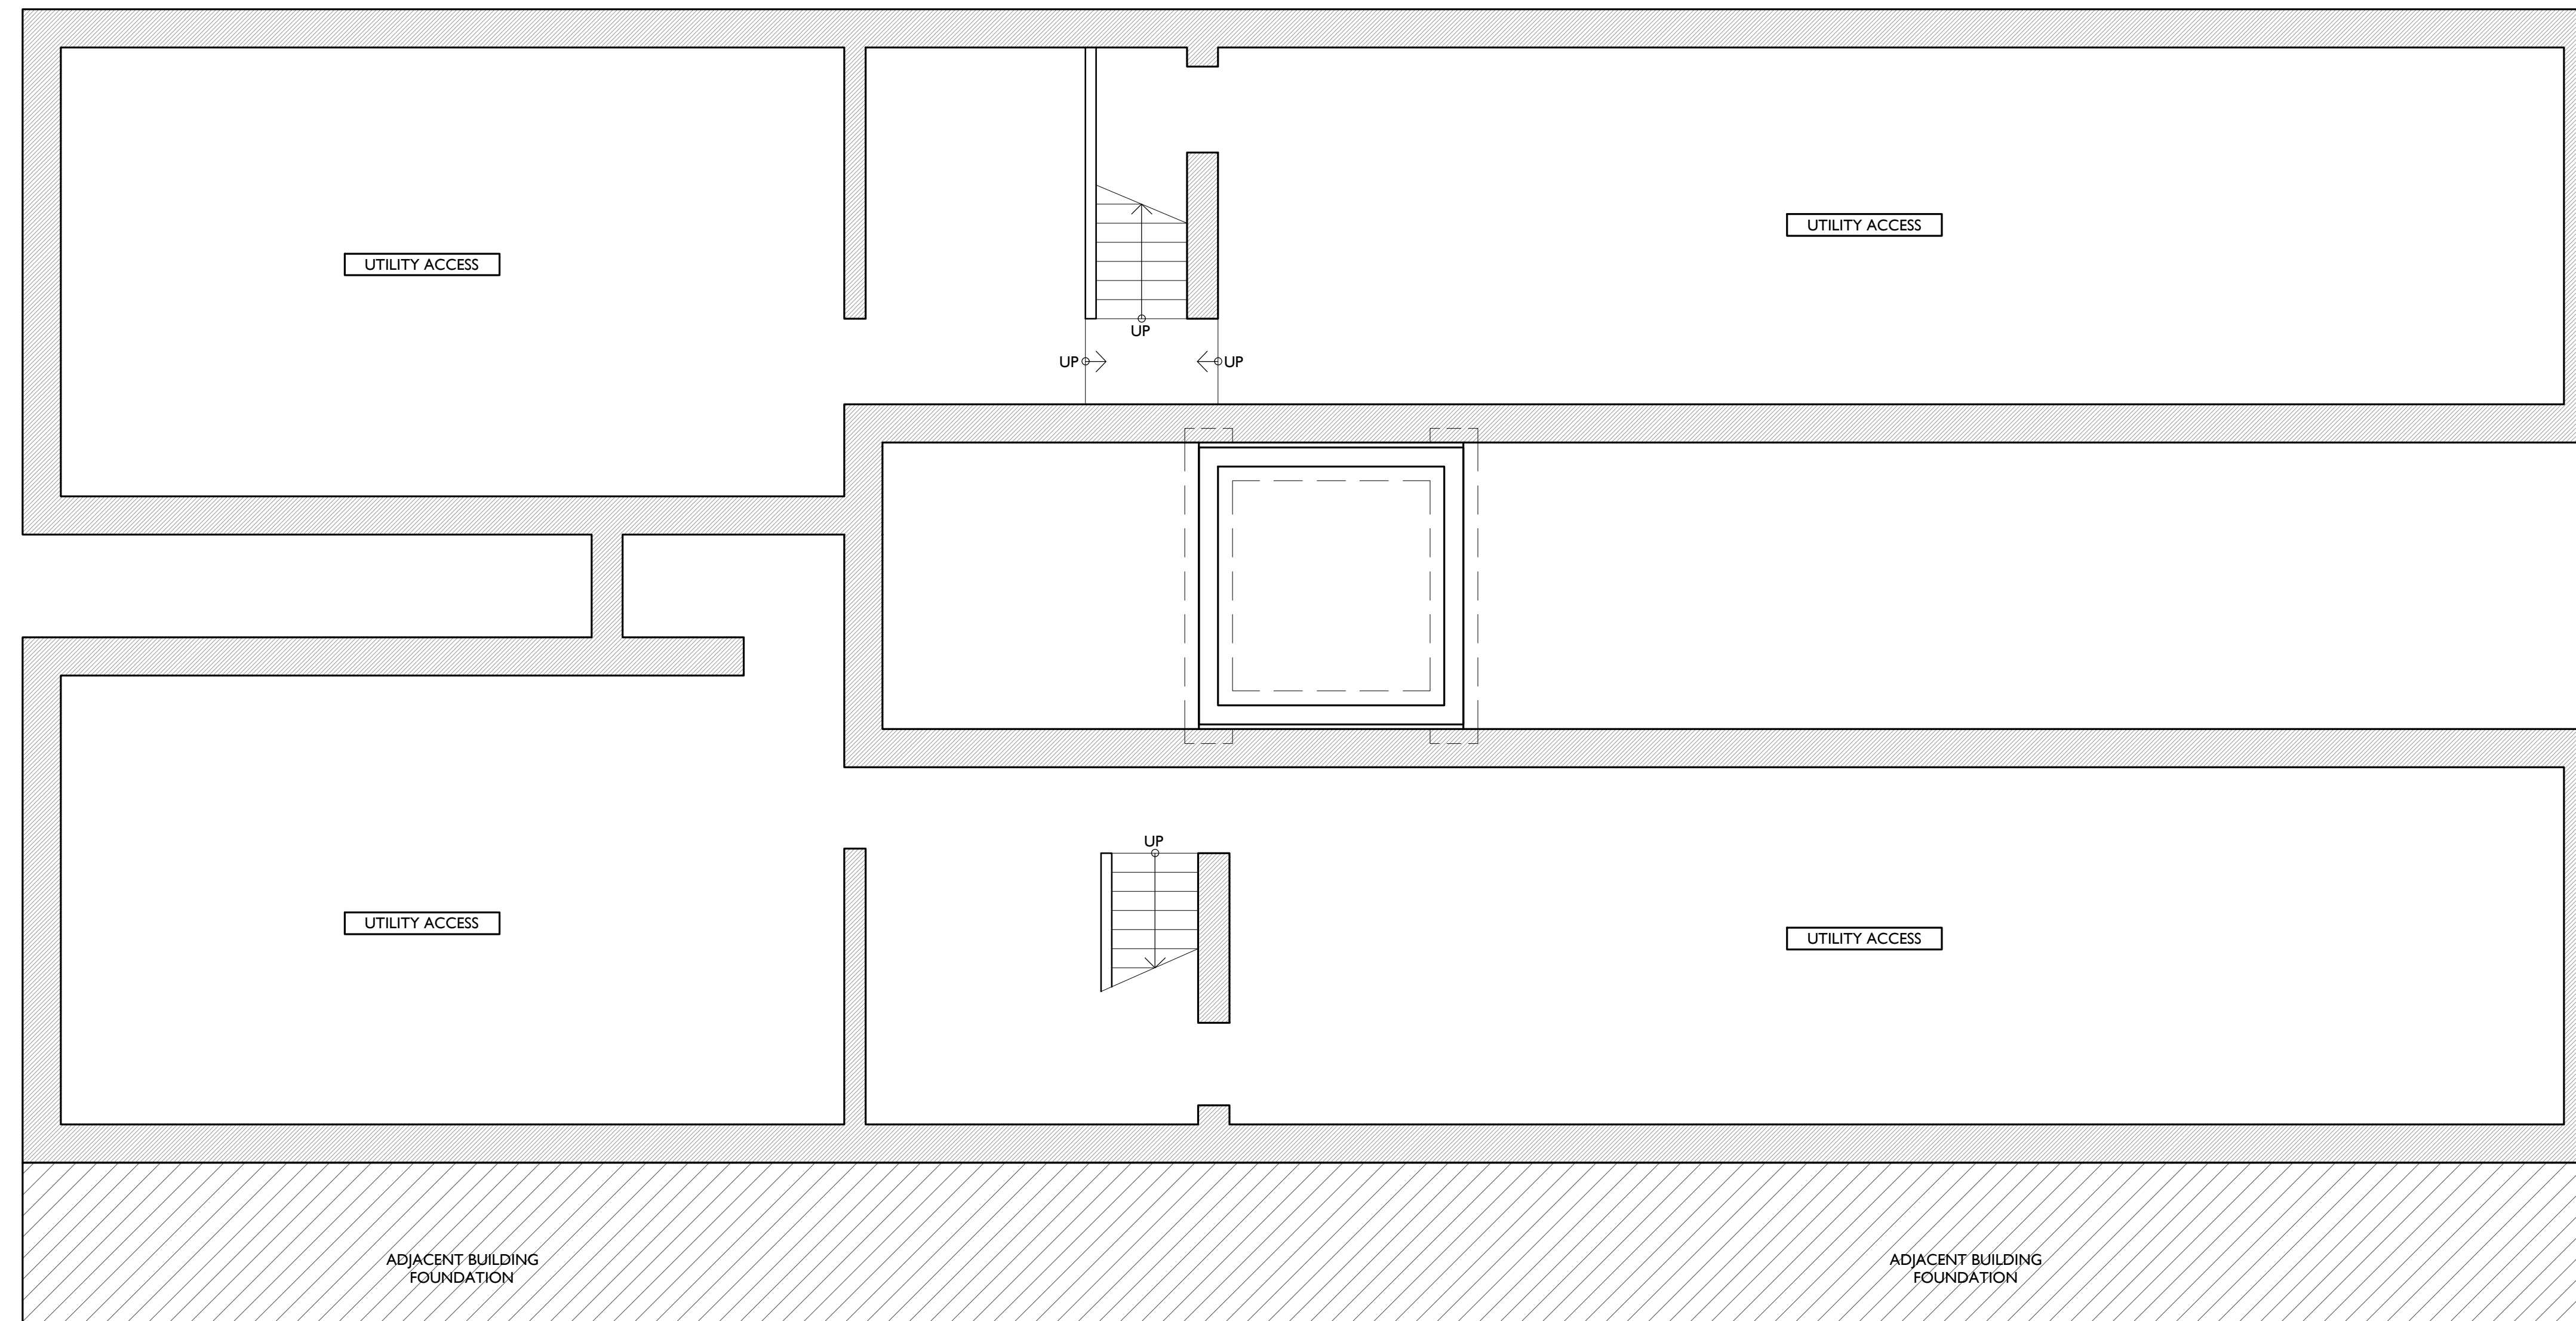 UTILITY ACCESS
UTILITY ACCESS
UP
UP
UP
UP
UTILITY ACCESS
UTILITY ACCESS
ADJACENT BUILDING
FOUNDATION
ADJACENT BUILDING
FOUNDATION